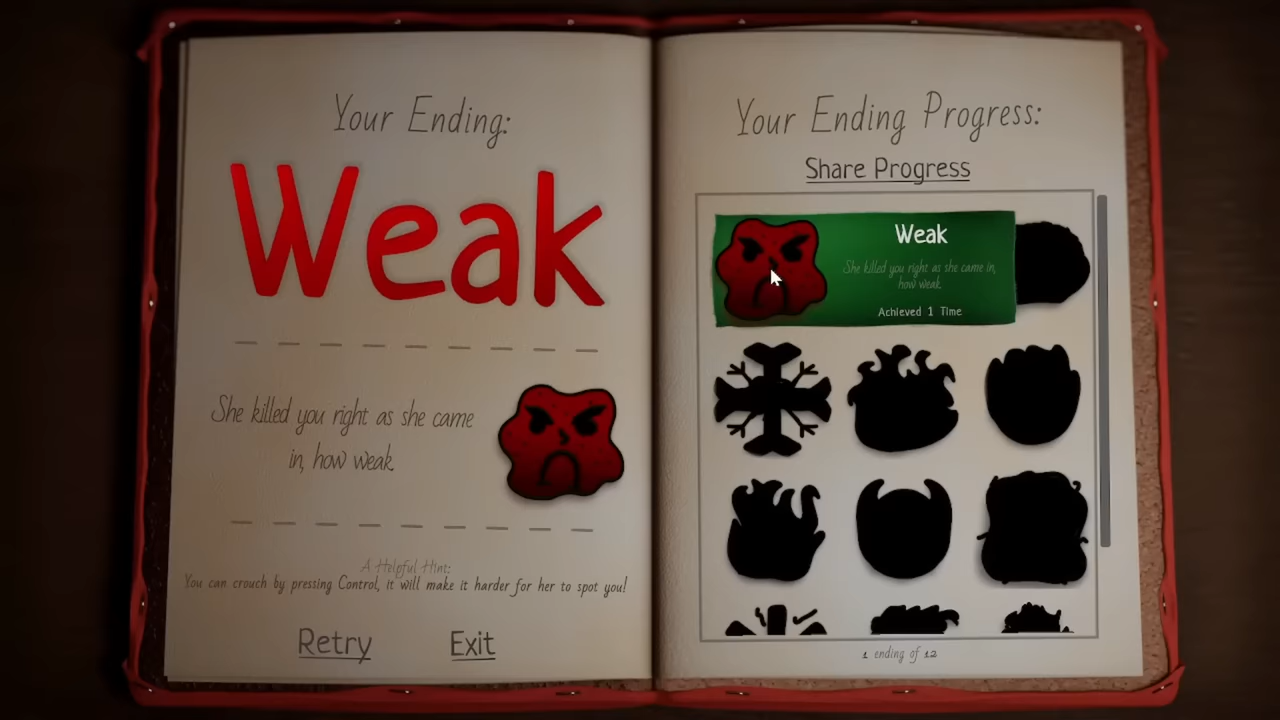 Your Ending:
Weak
She killed you right as she came
in, how weak.
A Helpful Hint:
You can crouch by pressing Control, it will make it harder for her to spot you!
Retry
Exit
Your Ending Progress:
Share Progress
Weak
She killed you right as she came in,
how weak.
Achieved 1 Time
1 ending of 12